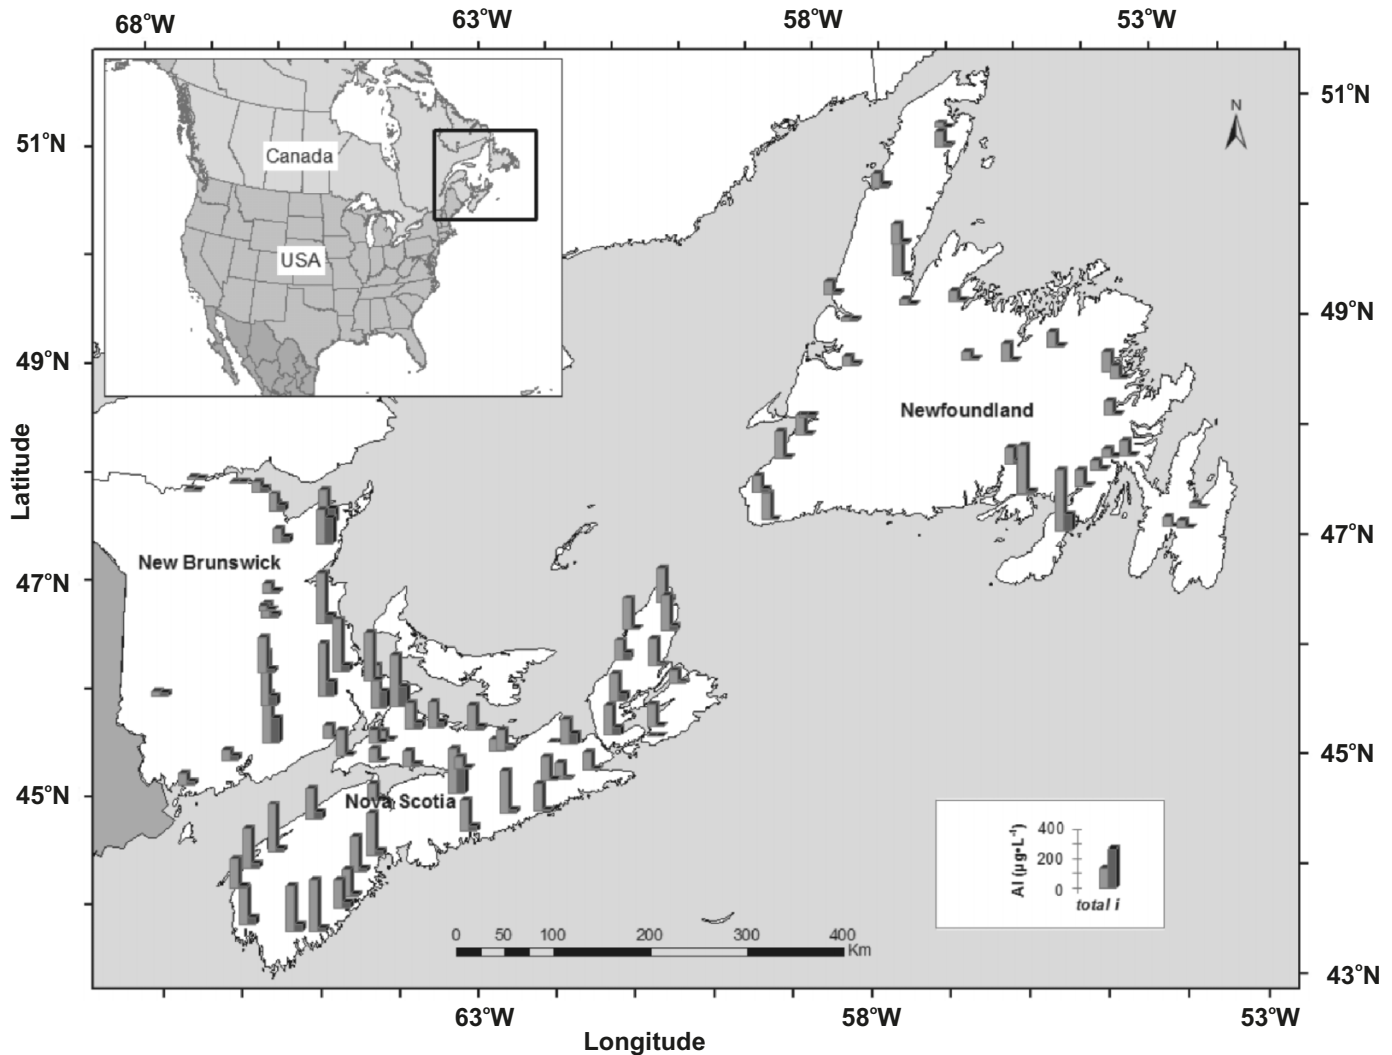 68°W 63°W 58°W 53°W
51°N
51°N
N
Canada
USA
49°N
49°N
Newfoundland
Latitude
47°N
New Brunswick
47°N
45°N
45°N
Nova Scotia
Al (µg•L⁻¹)
400
200
0
total i
0 50 100 200 300 400
Km
43°N
63°W 58°W 53°W
Longitude